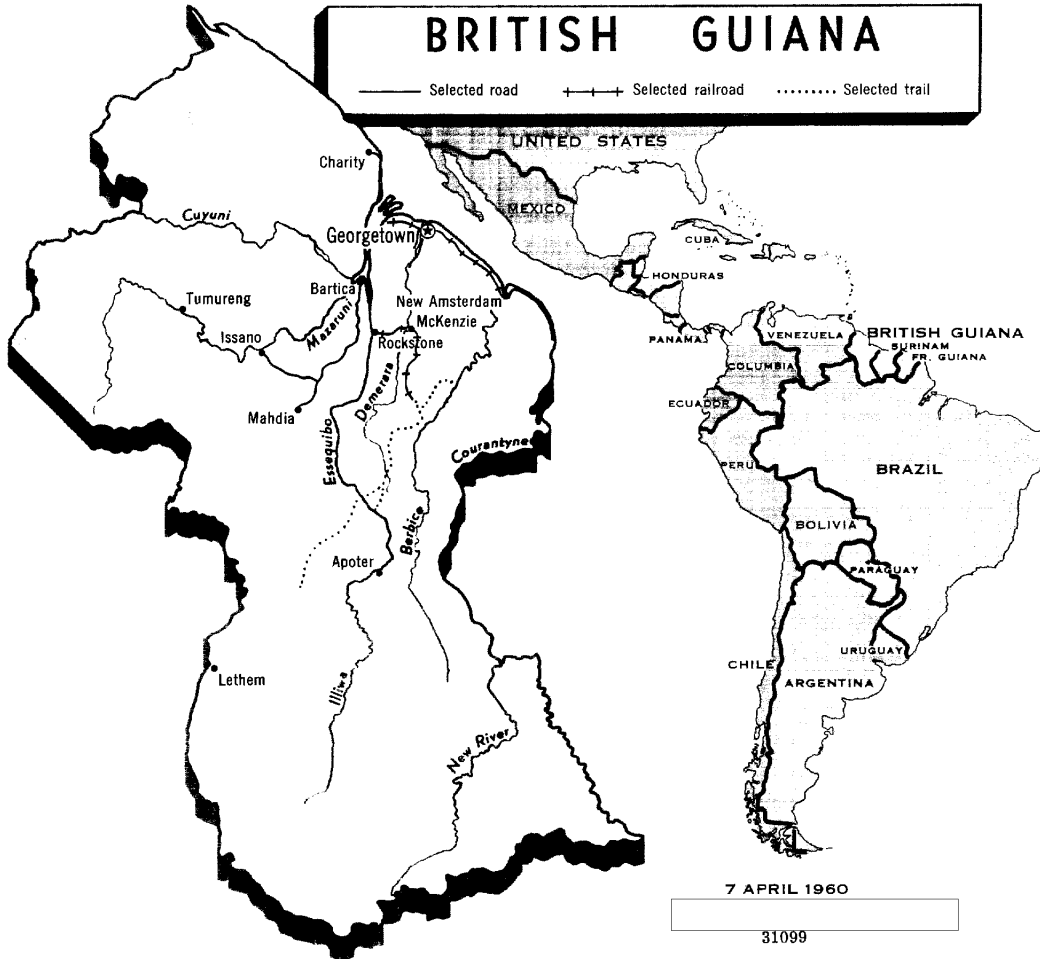 BRITISH GUIANA
Selected road
Selected railroad
Selected trail
UNITED STATES
Charity
MEXICO
Cuyuni
Georgetown
CUBA
HONDURAS
Bartica
Tumureng
New Amsterdam
Mazaruni
McKenzie
Issano
Rockstone
PANAMA
VENEZUELA
BRITISH GUIANA
SURINAM
FR. GUIANA
COLUMBIA
Demerara
ECUADOR
Mahdia
Essequibo
Courantyne
PERU
BRAZIL
Berbice
BOLIVIA
Apoter
PARAGUAY
URUGUAY
Lethem
Illiwa
CHILE
ARGENTINA
New River
7 APRIL 1960
31099